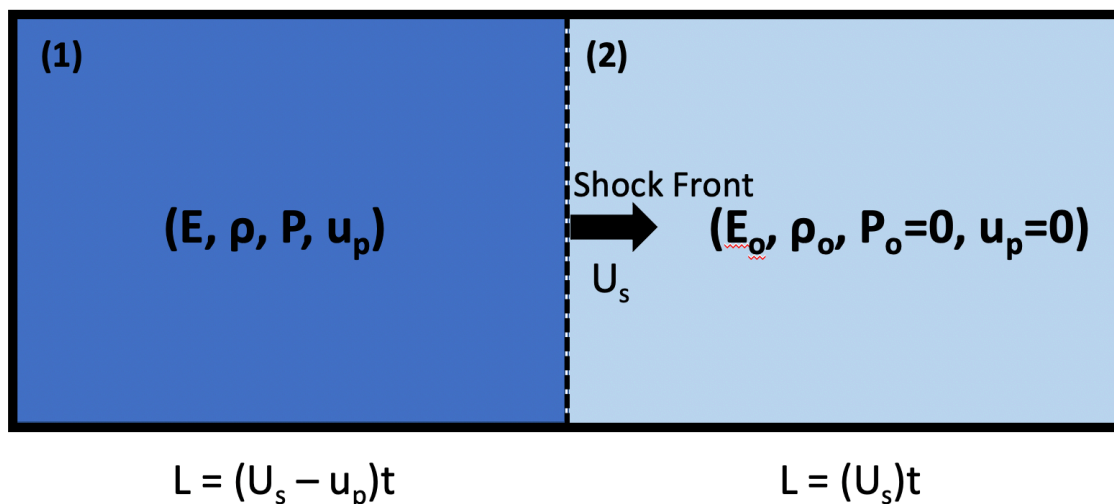 (1)
(2)
Shock Front
(E, ρ, P, uₚ)
(Eₒ, ρₒ, Pₒ=0, uₚ=0)
Uₛ
L = (Uₛ – uₚ)t
L = (Uₛ)t